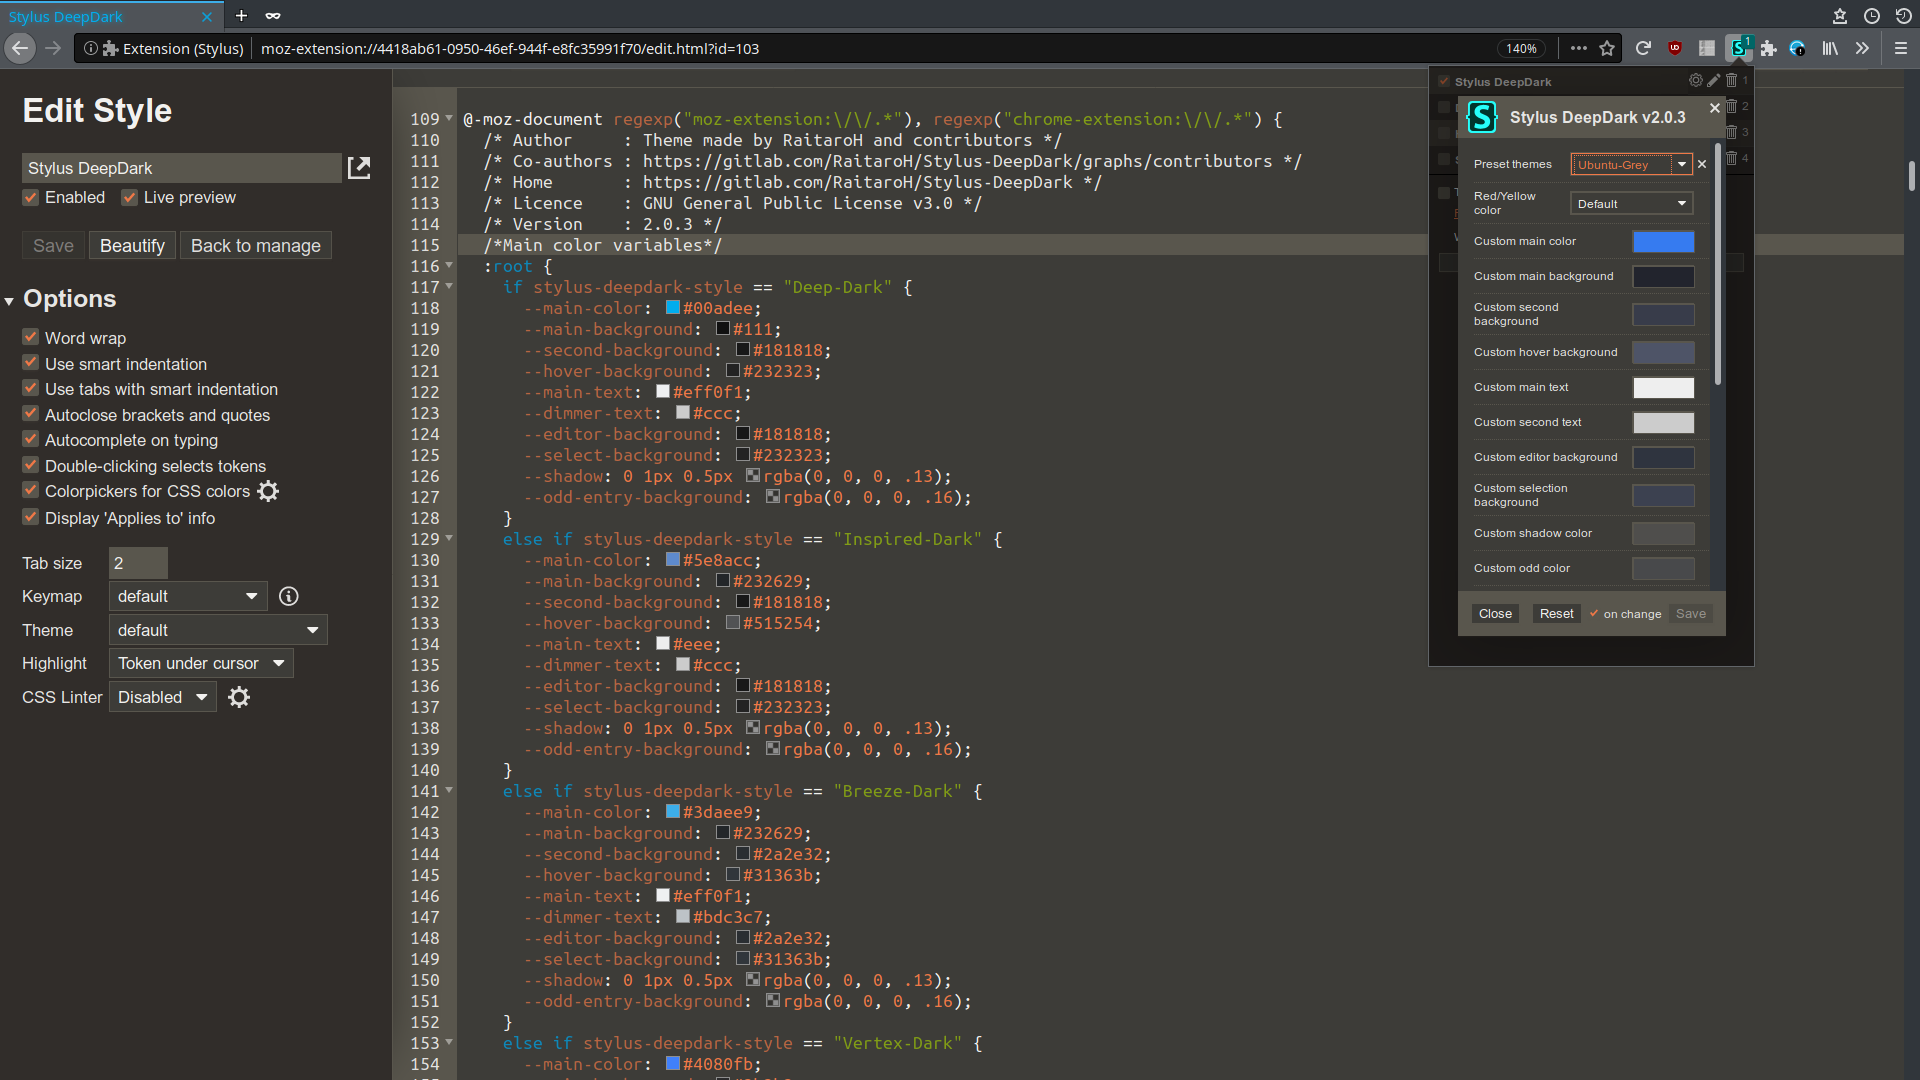 Stylus DeepDark
Extension (Stylus)
moz-extension://4418ab61-0950-46ef-944f-e8fc35991f70/edit.html?id=103
140%
1
Edit Style
Stylus DeepDark
Enabled
Live preview
Save
Beautify
Back to manage
Options
Word wrap
Use smart indentation
Use tabs with smart indentation
Autoclose brackets and quotes
Autocomplete on typing
Double-clicking selects tokens
Colorpickers for CSS colors
Display 'Applies to' info
Tab size 2
Keymap default
Theme default
Highlight Token under cursor
CSS Linter Disabled
109 @-moz-document regexp("moz-extension:\/\/.*"), regexp("chrome-extension:\/\/.*") {
110 /* Author : Theme made by RaitaroH and contributors */
111 /* Co-authors : https://gitlab.com/RaitaroH/Stylus-DeepDark/graphs/contributors */
112 /* Home : https://gitlab.com/RaitaroH/Stylus-DeepDark */
113 /* Licence : GNU General Public License v3.0 */
114 /* Version : 2.0.3 */
115 /*Main color variables*/
116 :root {
117 if stylus-deepdark-style == "Deep-Dark" {
118 --main-color: #00adee;
119 --main-background: #111;
120 --second-background: #181818;
121 --hover-background: #232323;
122 --main-text: #eff0f1;
123 --dimmer-text: #ccc;
124 --editor-background: #181818;
125 --select-background: #232323;
126 --shadow: 0 1px 0.5px rgba(0, 0, 0, .13);
127 --odd-entry-background: rgba(0, 0, 0, .16);
128 }
129 else if stylus-deepdark-style == "Inspired-Dark" {
130 --main-color: #5e8acc;
131 --main-background: #232629;
132 --second-background: #181818;
133 --hover-background: #515254;
134 --main-text: #eee;
135 --dimmer-text: #ccc;
136 --editor-background: #181818;
137 --select-background: #232323;
138 --shadow: 0 1px 0.5px rgba(0, 0, 0, .13);
139 --odd-entry-background: rgba(0, 0, 0, .16);
140 }
141 else if stylus-deepdark-style == "Breeze-Dark" {
142 --main-color: #3daee9;
143 --main-background: #232629;
144 --second-background: #2a2e32;
145 --hover-background: #31363b;
146 --main-text: #eff0f1;
147 --dimmer-text: #bdc3c7;
148 --editor-background: #2a2e32;
149 --select-background: #31363b;
150 --shadow: 0 1px 0.5px rgba(0, 0, 0, .13);
151 --odd-entry-background: rgba(0, 0, 0, .16);
152 }
153 else if stylus-deepdark-style == "Vertex-Dark" {
154 --main-color: #4080fb;
Stylus DeepDark 1
2
3
4
Stylus DeepDark v2.0.3
Preset themes Ubuntu-Grey
Red/Yellow
color
Default
Custom main color
Custom main background
Custom second
background
Custom hover background
Custom main text
Custom second text
Custom editor background
Custom selection
background
Custom shadow color
Custom odd color
Close
Reset
on change
Save